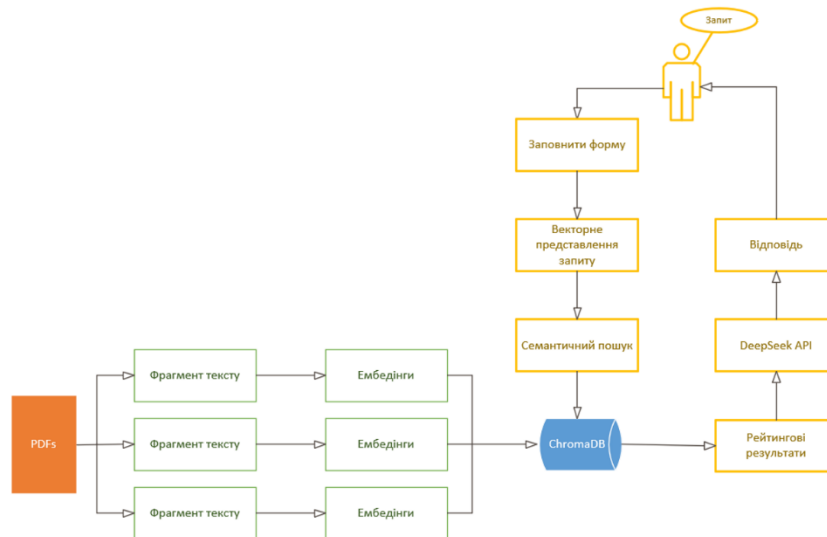 Запит
Заповнити форму
Векторне
представлення
запиту
Відповідь
Семантичний пошук
DeepSeek API
Фрагмент тексту
Ембедінги
PDFs
Фрагмент тексту
Ембедінги
ChromaDB
Рейтингові
результати
Фрагмент тексту
Ембедінги